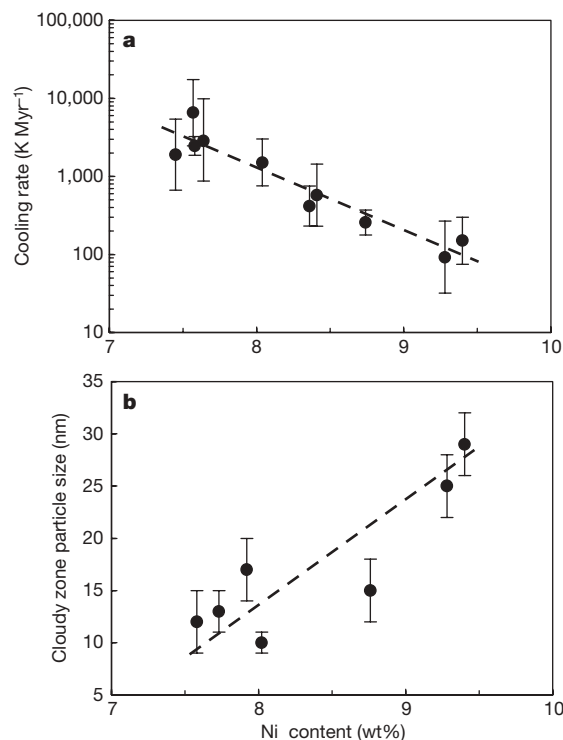 100,000
a
10,000
1,000
100
10
Cooling rate (K Myr⁻¹)
7 8 9 10
35
b
30
25
20
15
10
5
Cloudy zone particle size (nm)
7 8 9 10
Ni content (wt%)